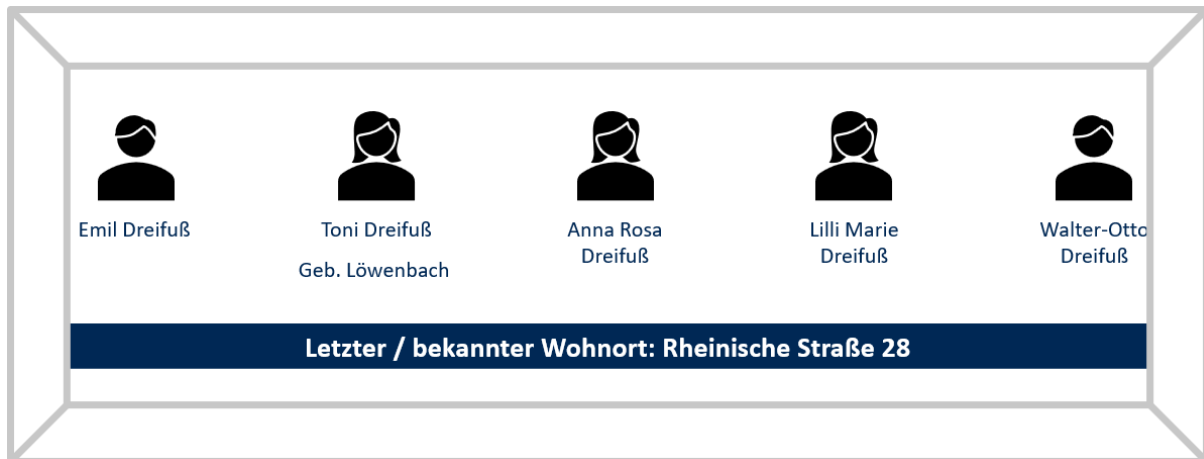 Emil Dreifuß
Toni Dreifuß
Geb. Löwenbach
Anna Rosa
Dreifuß
Lilli Marie
Dreifuß
Walter-Otto
Dreifuß
Letzter / bekannter Wohnort: Rheinische Straße 28